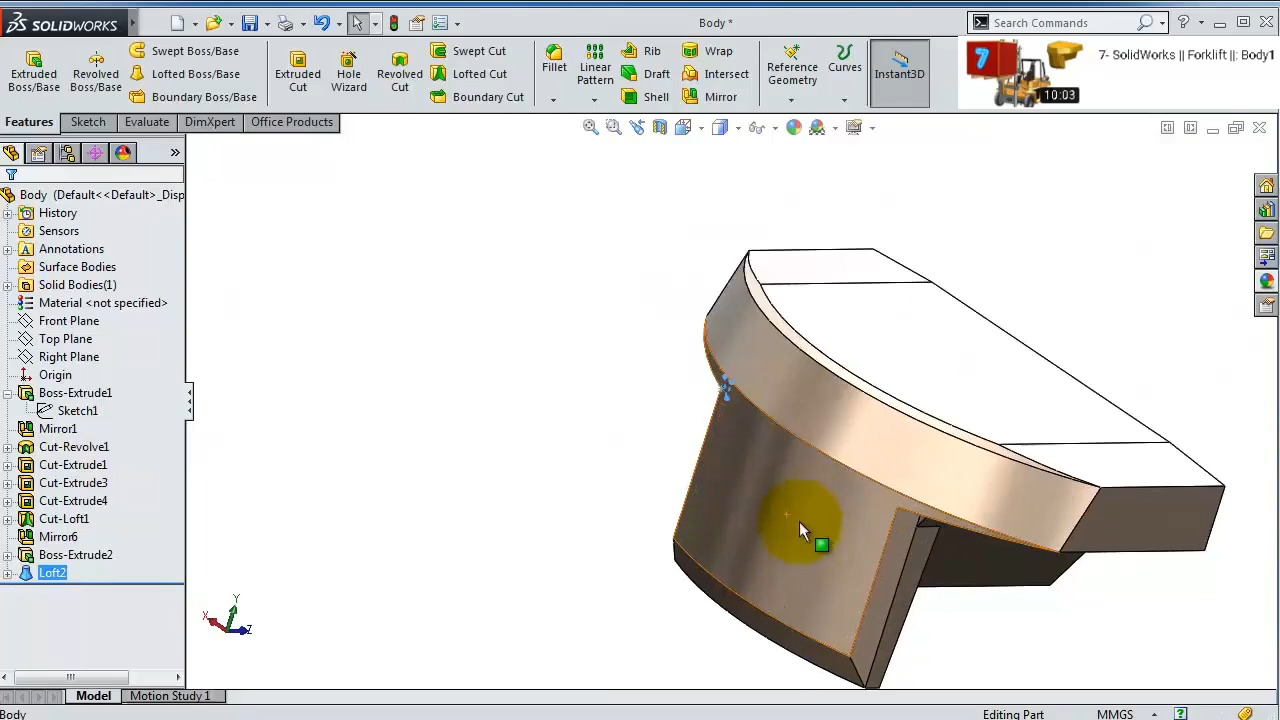 SOLIDWORKS
Body *
Search Commands
Extruded Boss/Base
Revolved Boss/Base
Swept Boss/Base
Lofted Boss/Base
Boundary Boss/Base
Extruded Cut
Hole Wizard
Revolved Cut
Swept Cut
Lofted Cut
Boundary Cut
Fillet
Linear Pattern
Rib
Draft
Shell
Wrap
Intersect
Mirror
Reference Geometry
Curves
Instant3D
7
10:03
7- SolidWorks || Forklift ||: Body1
Features
Sketch
Evaluate
DimXpert
Office Products
Body (Default<<Default>_Disp
History
Sensors
Annotations
Surface Bodies
Solid Bodies(1)
Material <not specified>
Front Plane
Top Plane
Right Plane
Origin
Boss-Extrude1
Sketch1
Mirror1
Cut-Revolve1
Cut-Extrude1
Cut-Extrude3
Cut-Extrude4
Cut-Loft1
Mirror6
Boss-Extrude2
Loft2
Y
X
Z
Model
Motion Study 1
Body
Editing Part
MMGS